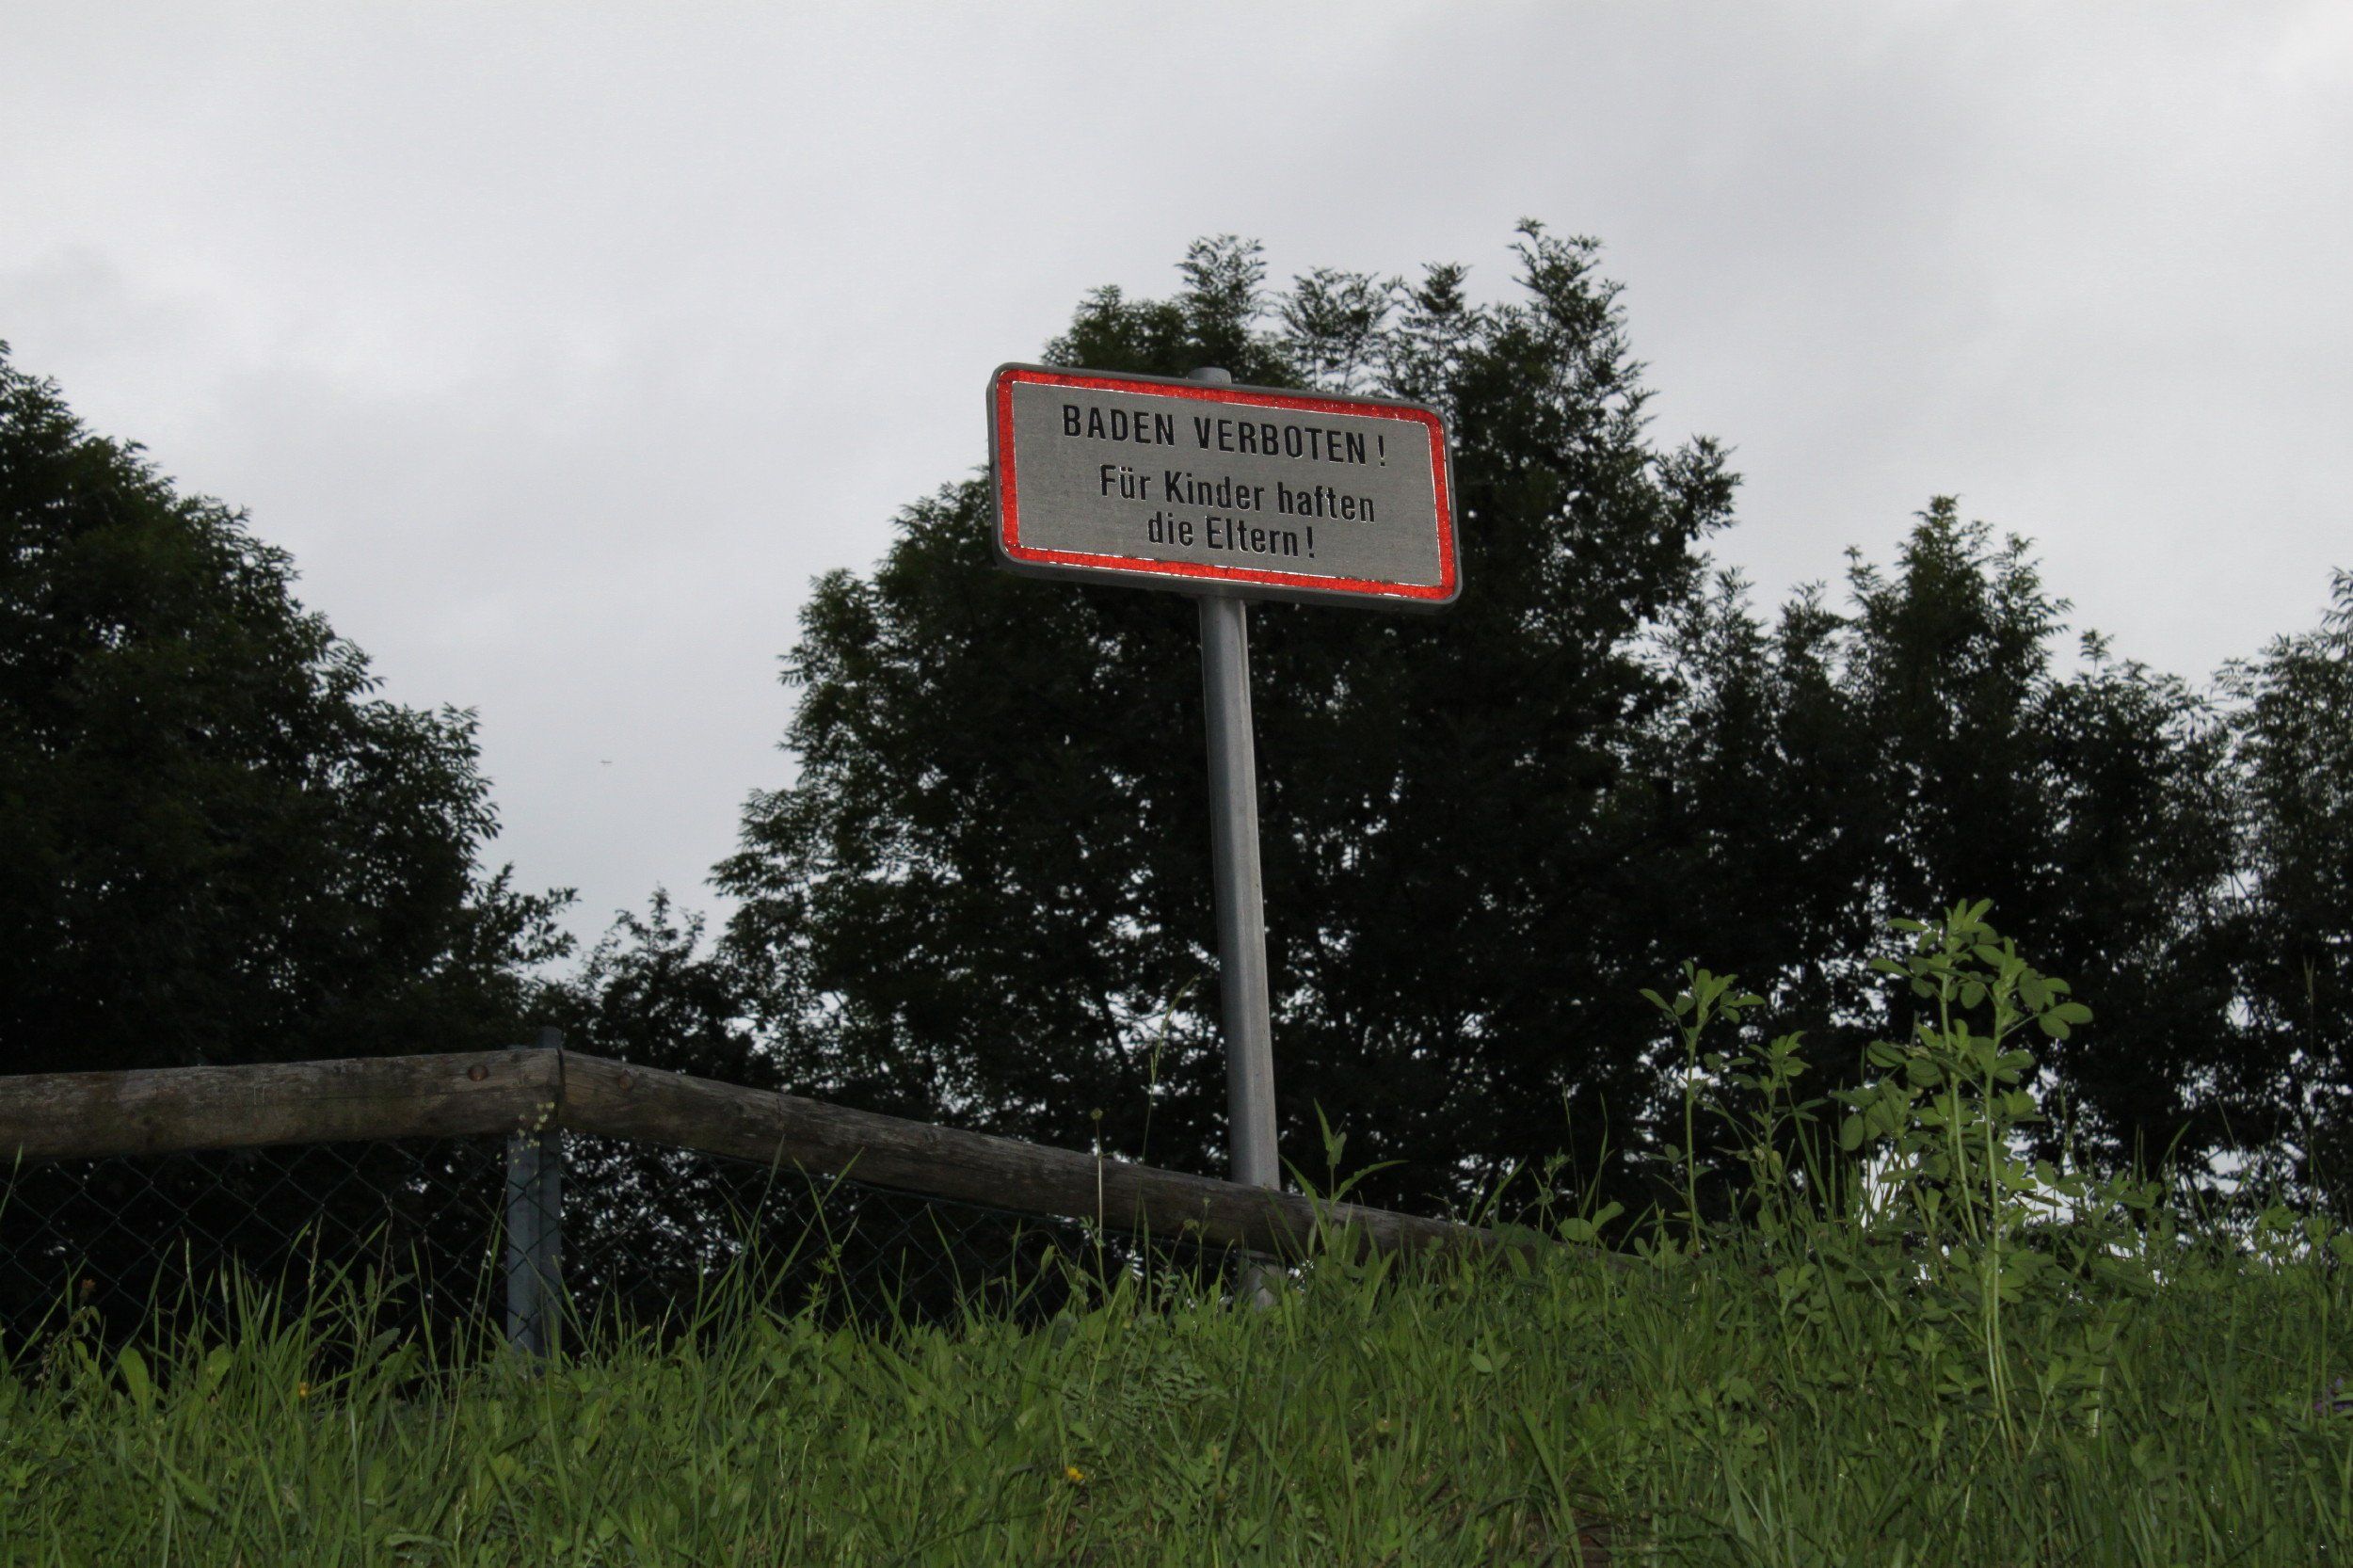 BADEN VERBOTEN !
Für Kinder haften
die Eltern !